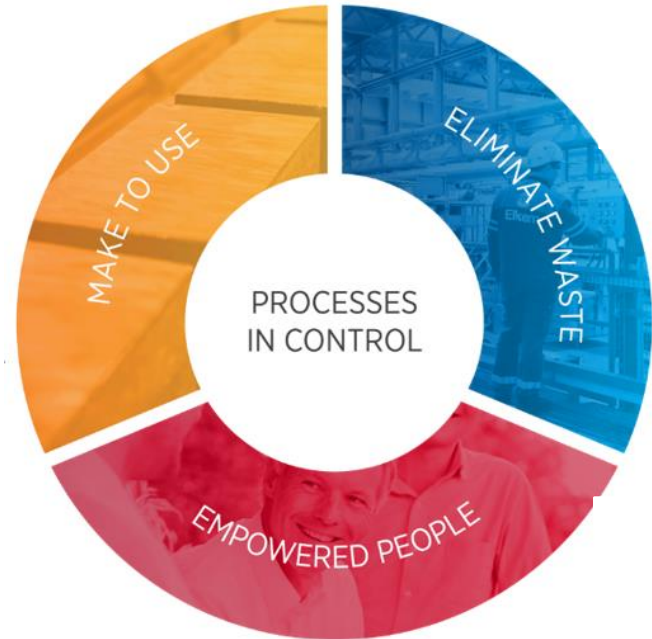 MAKE TO USE
ELIMINATE WASTE
PROCESSES
IN CONTROL
EMPOWERED PEOPLE